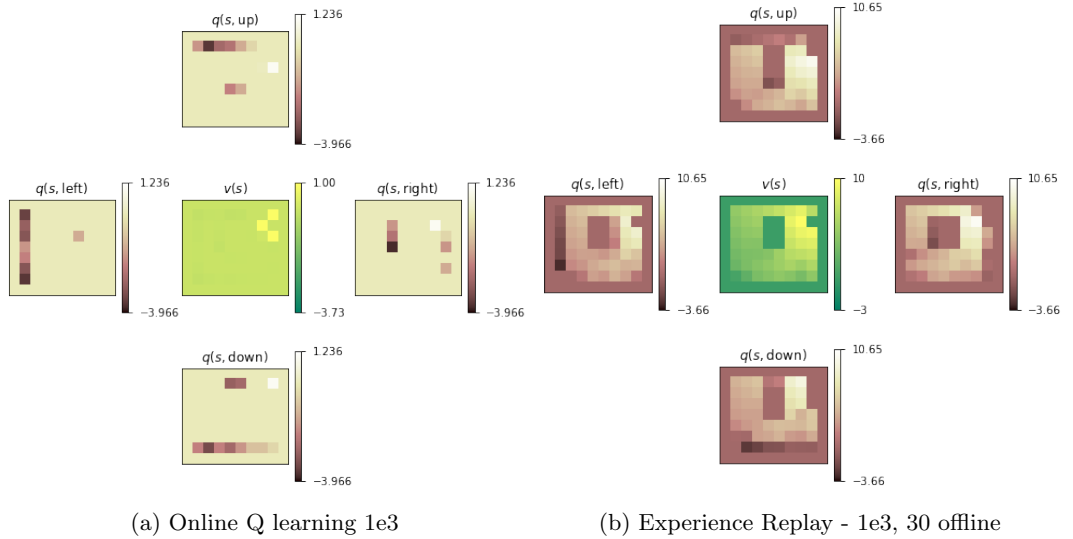 q(s, up)
1.236
−3.966
q(s, up)
10.65
−3.66
q(s, left)
1.236
−3.966
v(s)
1.00
−3.73
q(s, right)
1.236
−3.966
q(s, left)
10.65
−3.66
v(s)
10
−3
q(s, right)
10.65
−3.66
q(s, down)
1.236
−3.966
q(s, down)
10.65
−3.66
(a) Online Q learning 1e3
(b) Experience Replay - 1e3, 30 offline